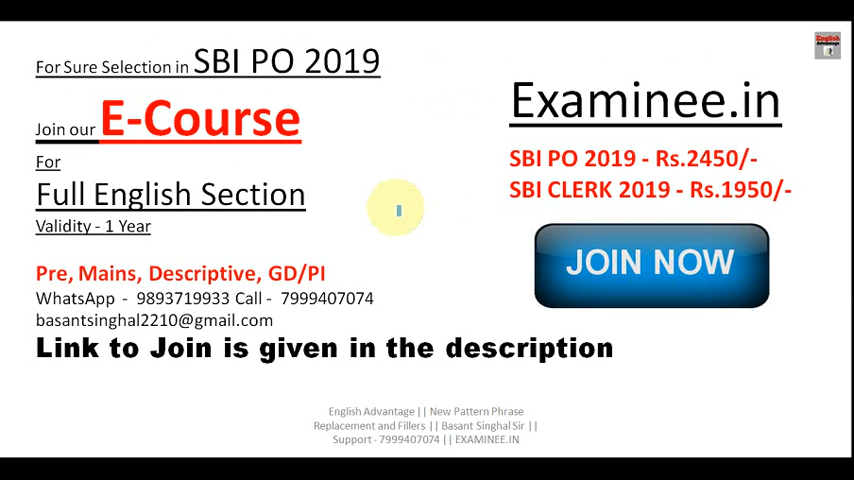 For Sure Selection in SBI PO 2019
Join our E-Course
For
Full English Section
Validity - 1 Year
Pre, Mains, Descriptive, GD/PI
WhatsApp - 9893719933 Call - 7999407074
basantsinghal2210@gmail.com
Link to Join is given in the description
English Advantage
Examinee.in
SBI PO 2019 - Rs.2450/-
SBI CLERK 2019 - Rs.1950/-
JOIN NOW
English Advantage || New Pattern Phrase
Replacement and Fillers || Basant Singhal Sir ||
Support - 7999407074 || EXAMINEE.IN